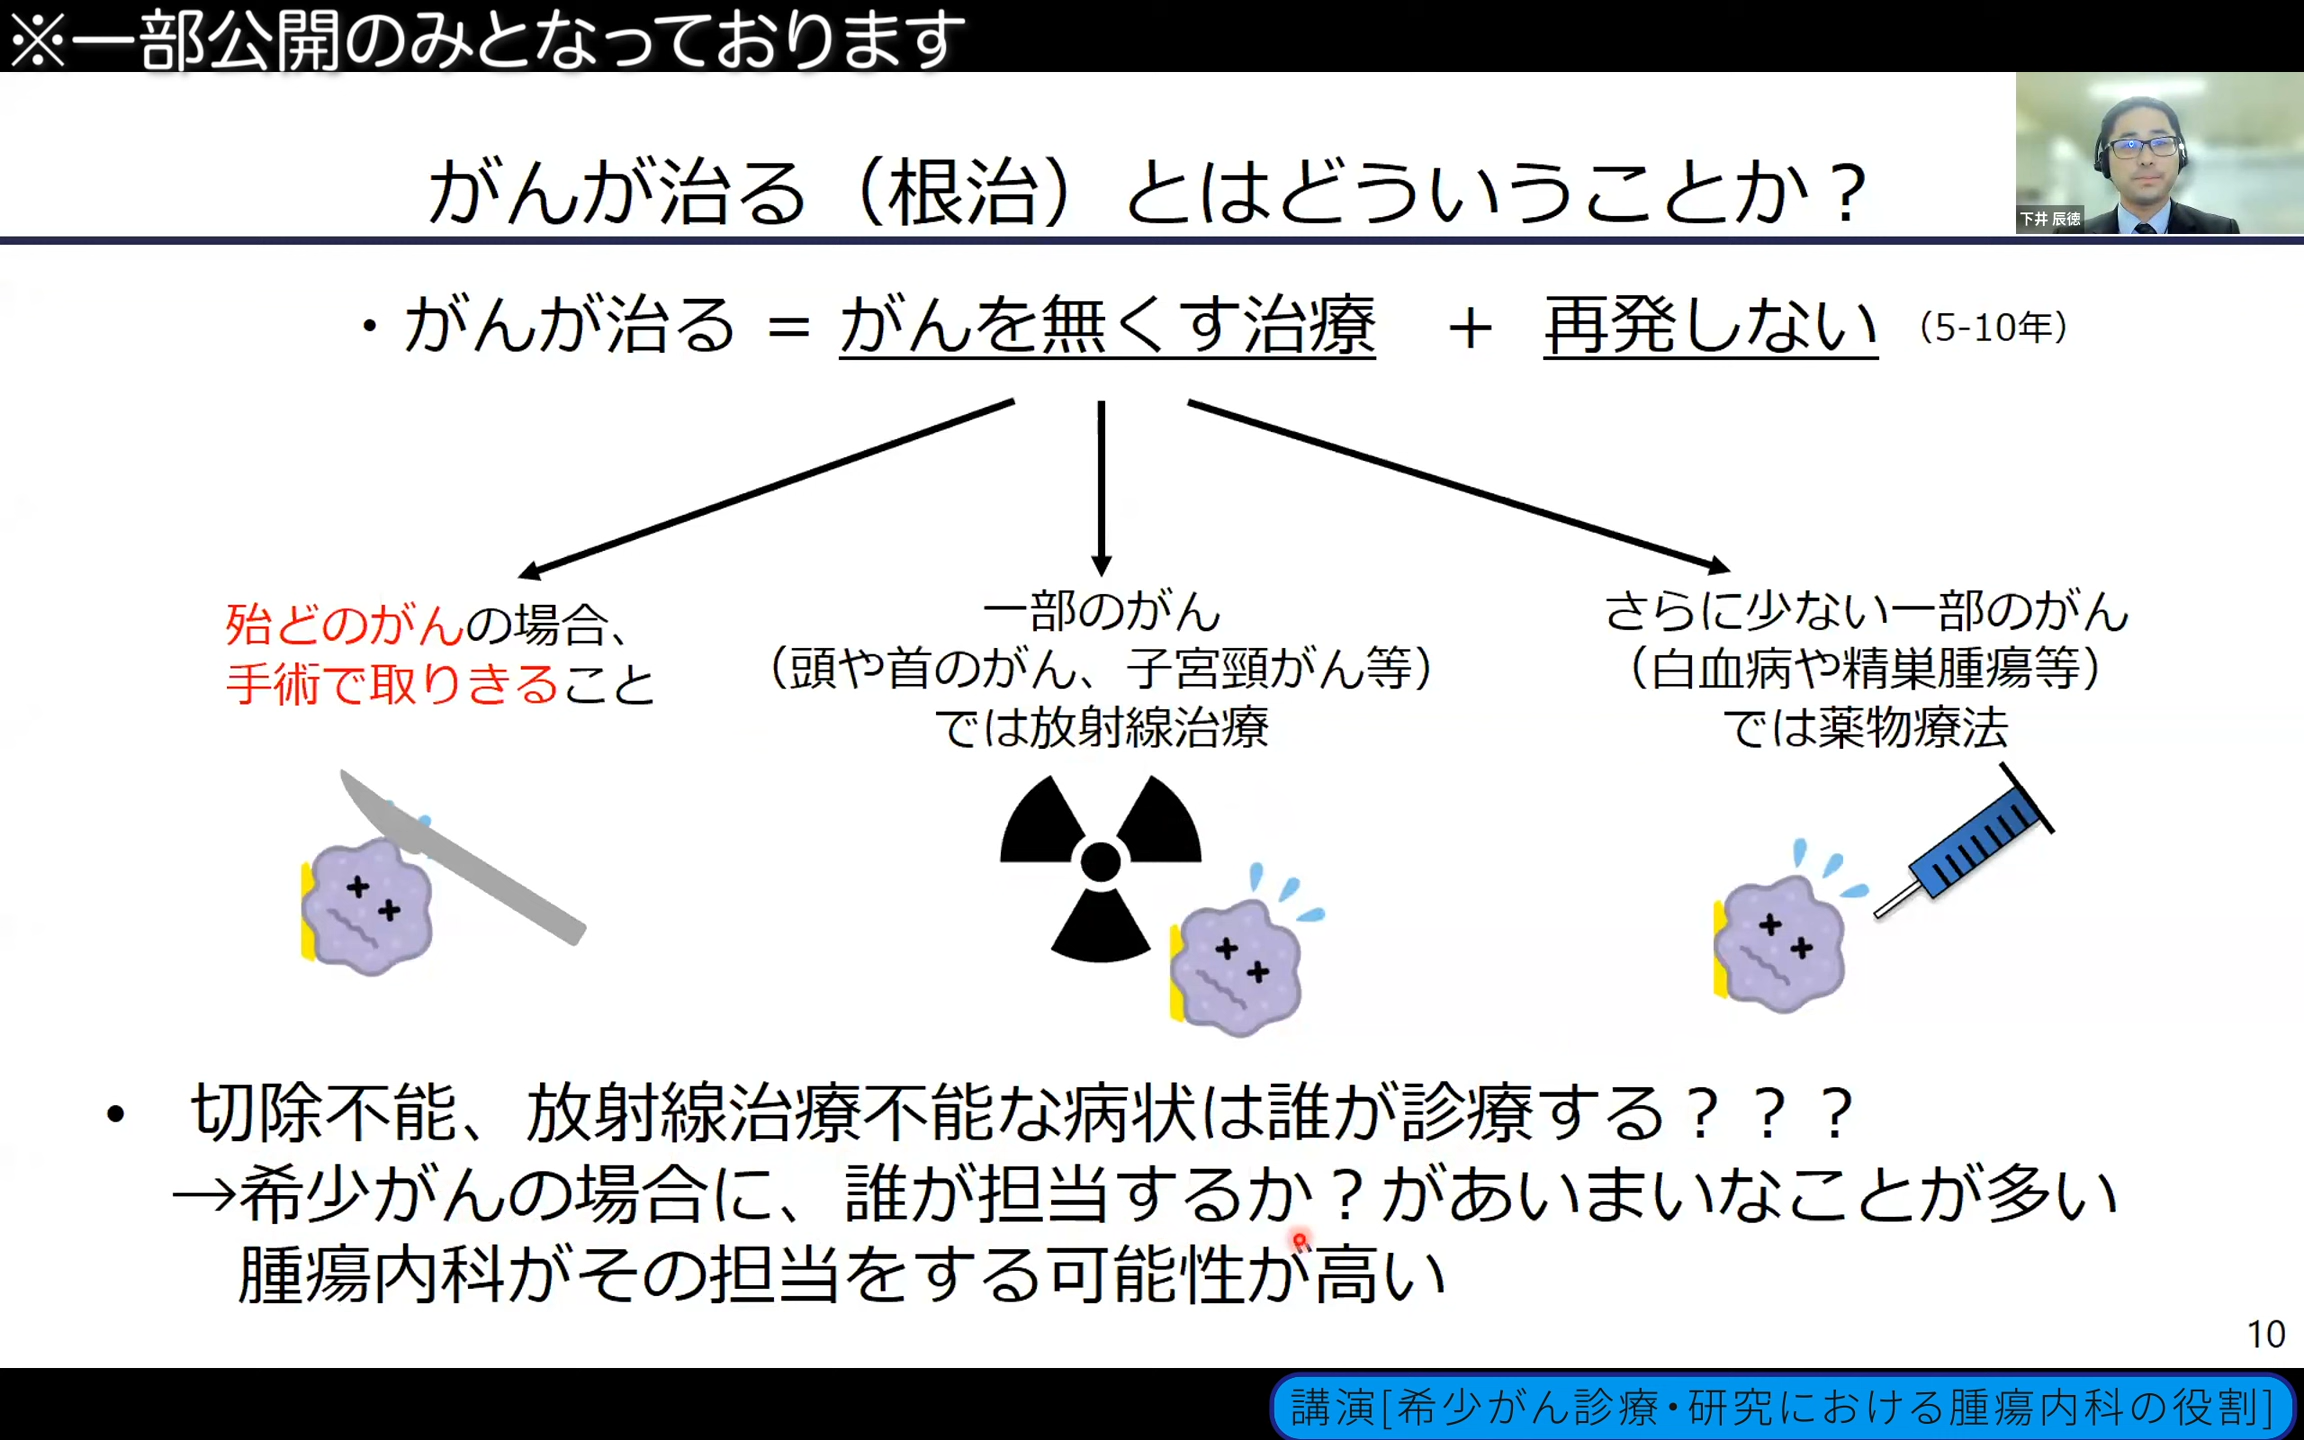 ※一部公開のみとなっております
がんが治る（根治）とはどういうことか？
下井 辰徳
・がんが治る = がんを無くす治療 + 再発しない （5-10年）
殆どのがんの場合、
手術で取りきること
一部のがん
（頭や首のがん、子宮頸がん等）
では放射線治療
さらに少ない一部のがん
（白血病や精巣腫瘍等）
では薬物療法
• 切除不能、放射線治療不能な病状は誰が診療する？？？
→希少がんの場合に、誰が担当するか？があいまいなことが多い
腫瘍内科がその担当をする可能性が高い
10
講演[希少がん診療・研究における腫瘍内科の役割]